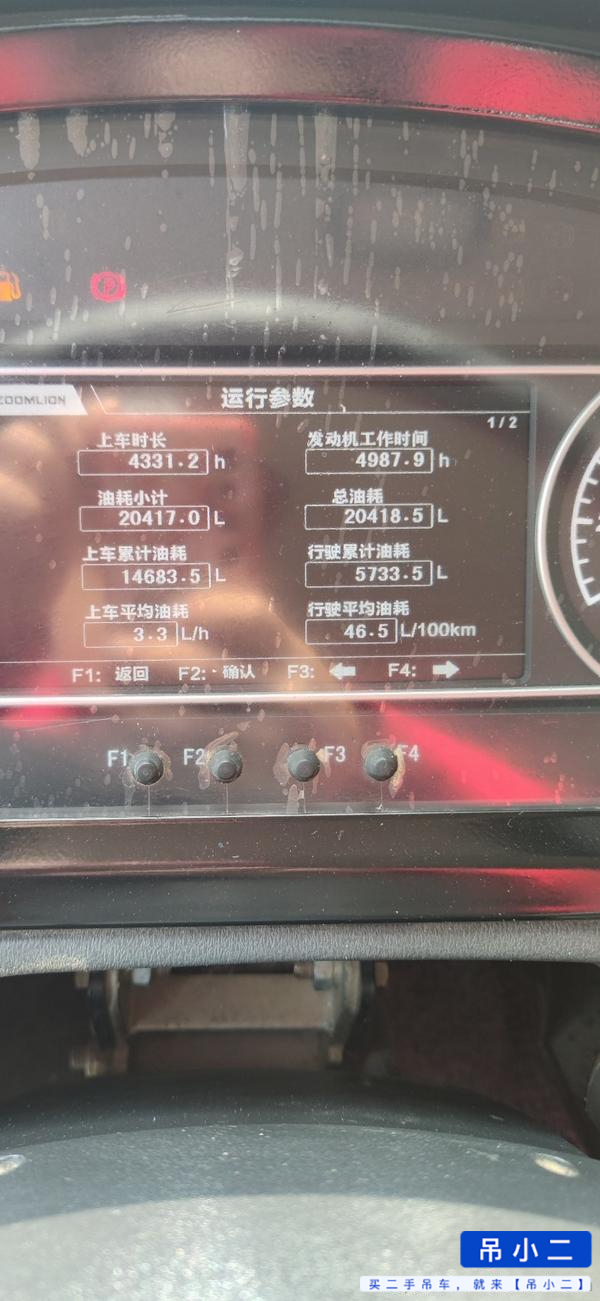 ZOOMLION
运行参数
1/2
上车时长
发动机工作时间
4331.2 h
4987.9 h
油耗小计
总油耗
20417.0 L
20418.5 L
上车累计油耗
行驶累计油耗
14683.5 L
5733.5 L
上车平均油耗
行驶平均油耗
3.3 L/h
46.5 L/100km
F1: 返回 F2: 确认 F3: ← F4: →
F1 F2 F3 F4
吊小二
买二手吊车，就来【吊小二】